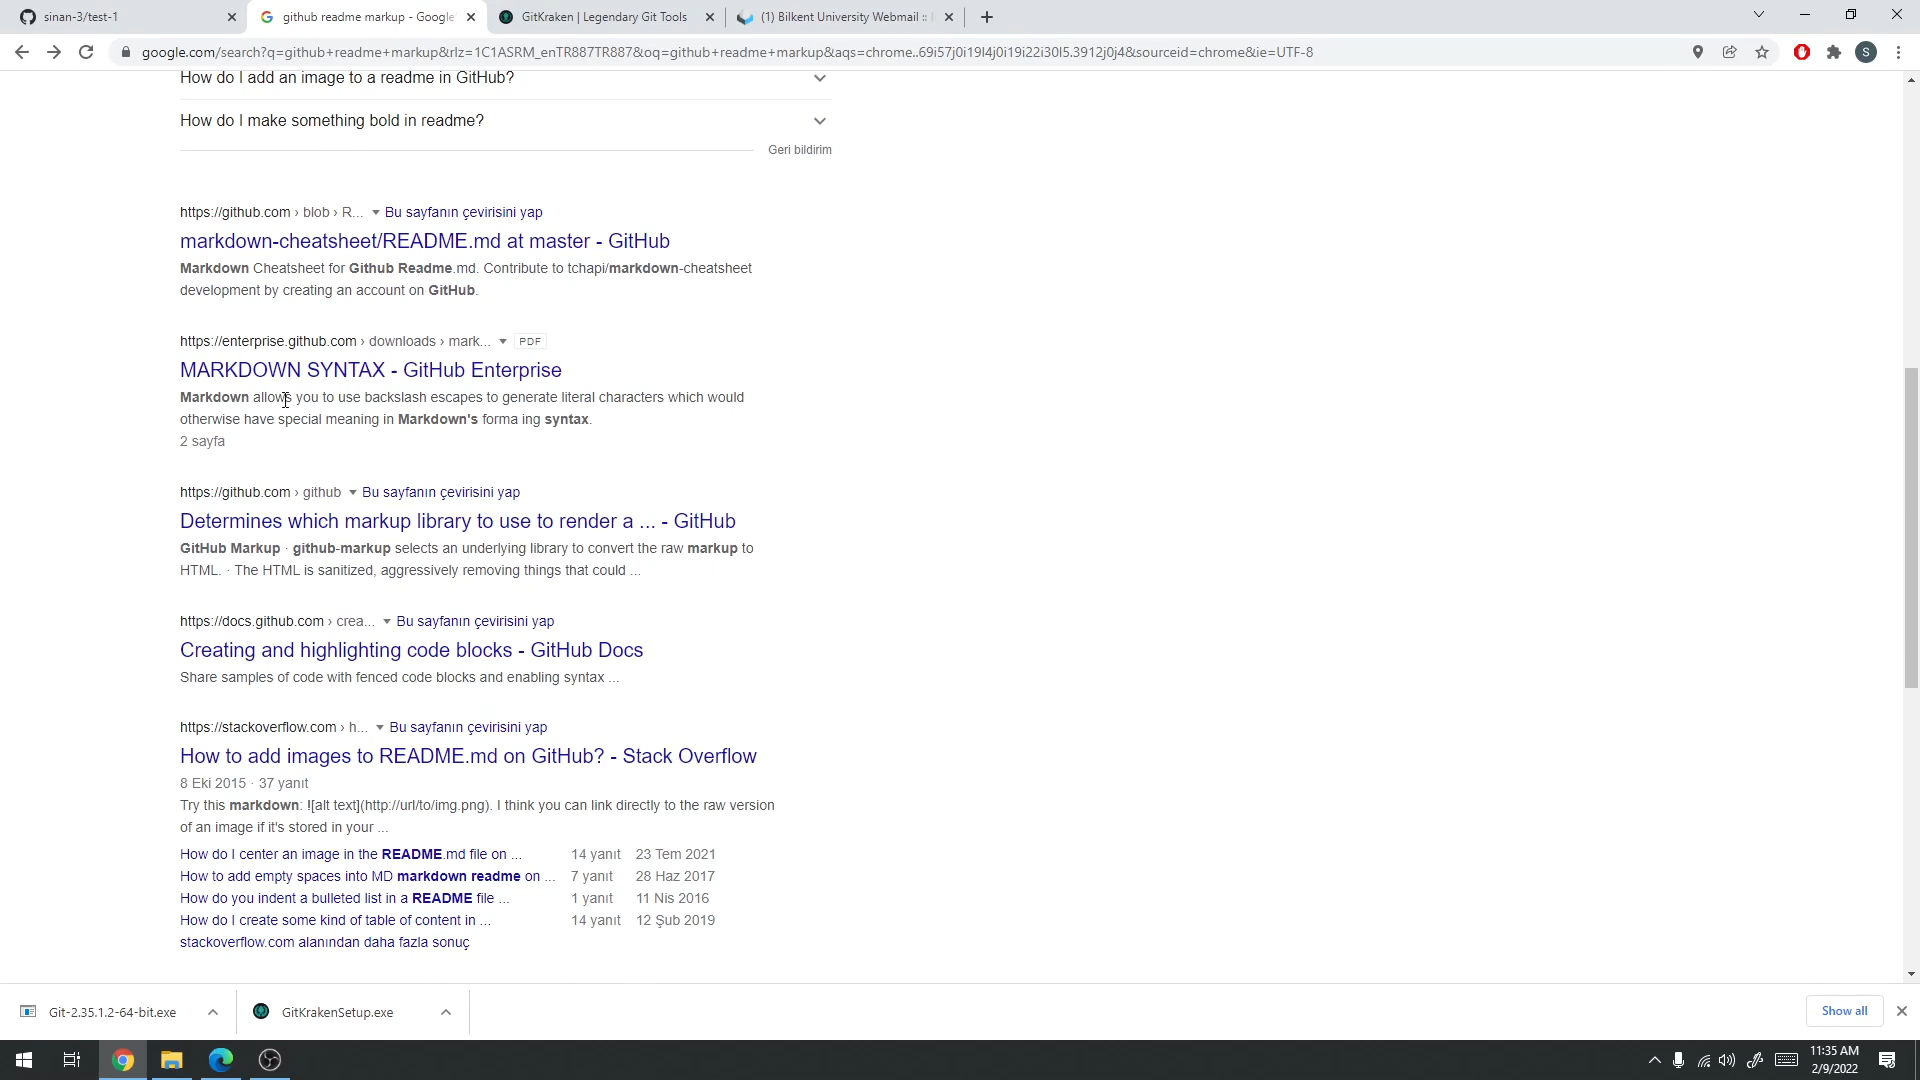 sinan-3/test-1
github readme markup - Google
GitKraken | Legendary Git Tools
(1) Bilkent University Webmail ::
google.com/search?q=github+readme+markup&rlz=1C1ASRM_enTR887TR887&oq=github+readme+markup&aqs=chrome..69i57j0i19l4j0i19i22i30l5.3912j0j4&sourceid=chrome&ie=UTF-8
S
How do I add an image to a readme in GitHub?
How do I make something bold in readme?
Geri bildirim
https://github.com › blob › R... Bu sayfanın çevirisini yap
markdown-cheatsheet/README.md at master - GitHub
Markdown Cheatsheet for Github Readme.md. Contribute to tchapi/markdown-cheatsheet
development by creating an account on GitHub.
https://enterprise.github.com › downloads › mark... PDF
MARKDOWN SYNTAX - GitHub Enterprise
Markdown allows you to use backslash escapes to generate literal characters which would
otherwise have special meaning in Markdown's forma ing syntax.
2 sayfa
https://github.com › github Bu sayfanın çevirisini yap
Determines which markup library to use to render a ... - GitHub
GitHub Markup · github-markup selects an underlying library to convert the raw markup to
HTML. · The HTML is sanitized, aggressively removing things that could ...
https://docs.github.com › crea... Bu sayfanın çevirisini yap
Creating and highlighting code blocks - GitHub Docs
Share samples of code with fenced code blocks and enabling syntax ...
https://stackoverflow.com › h... Bu sayfanın çevirisini yap
How to add images to README.md on GitHub? - Stack Overflow
8 Eki 2015 · 37 yanıt
Try this markdown: ![alt text](http://url/to/img.png). I think you can link directly to the raw version
of an image if it's stored in your ...
How do I center an image in the README.md file on ... 14 yanıt 23 Tem 2021
How to add empty spaces into MD markdown readme on ... 7 yanıt 28 Haz 2017
How do you indent a bulleted list in a README file ... 1 yanıt 11 Nis 2016
How do I create some kind of table of content in ... 14 yanıt 12 Şub 2019
stackoverflow.com alanından daha fazla sonuç
Git-2.35.1.2-64-bit.exe
GitKrakenSetup.exe
Show all
11:35 AM
2/9/2022